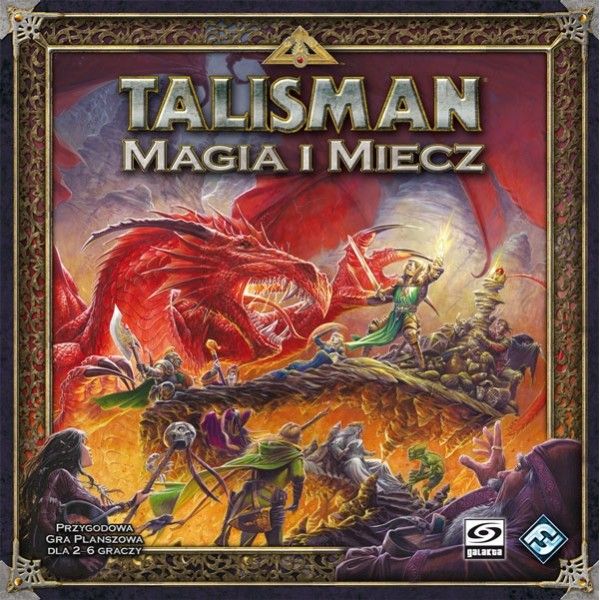 TALISMAN
MAGIA I MIECZ
PRZYGODOWA
GRA PLANSZOWA
DLA 2-6 GRACZY
galakta